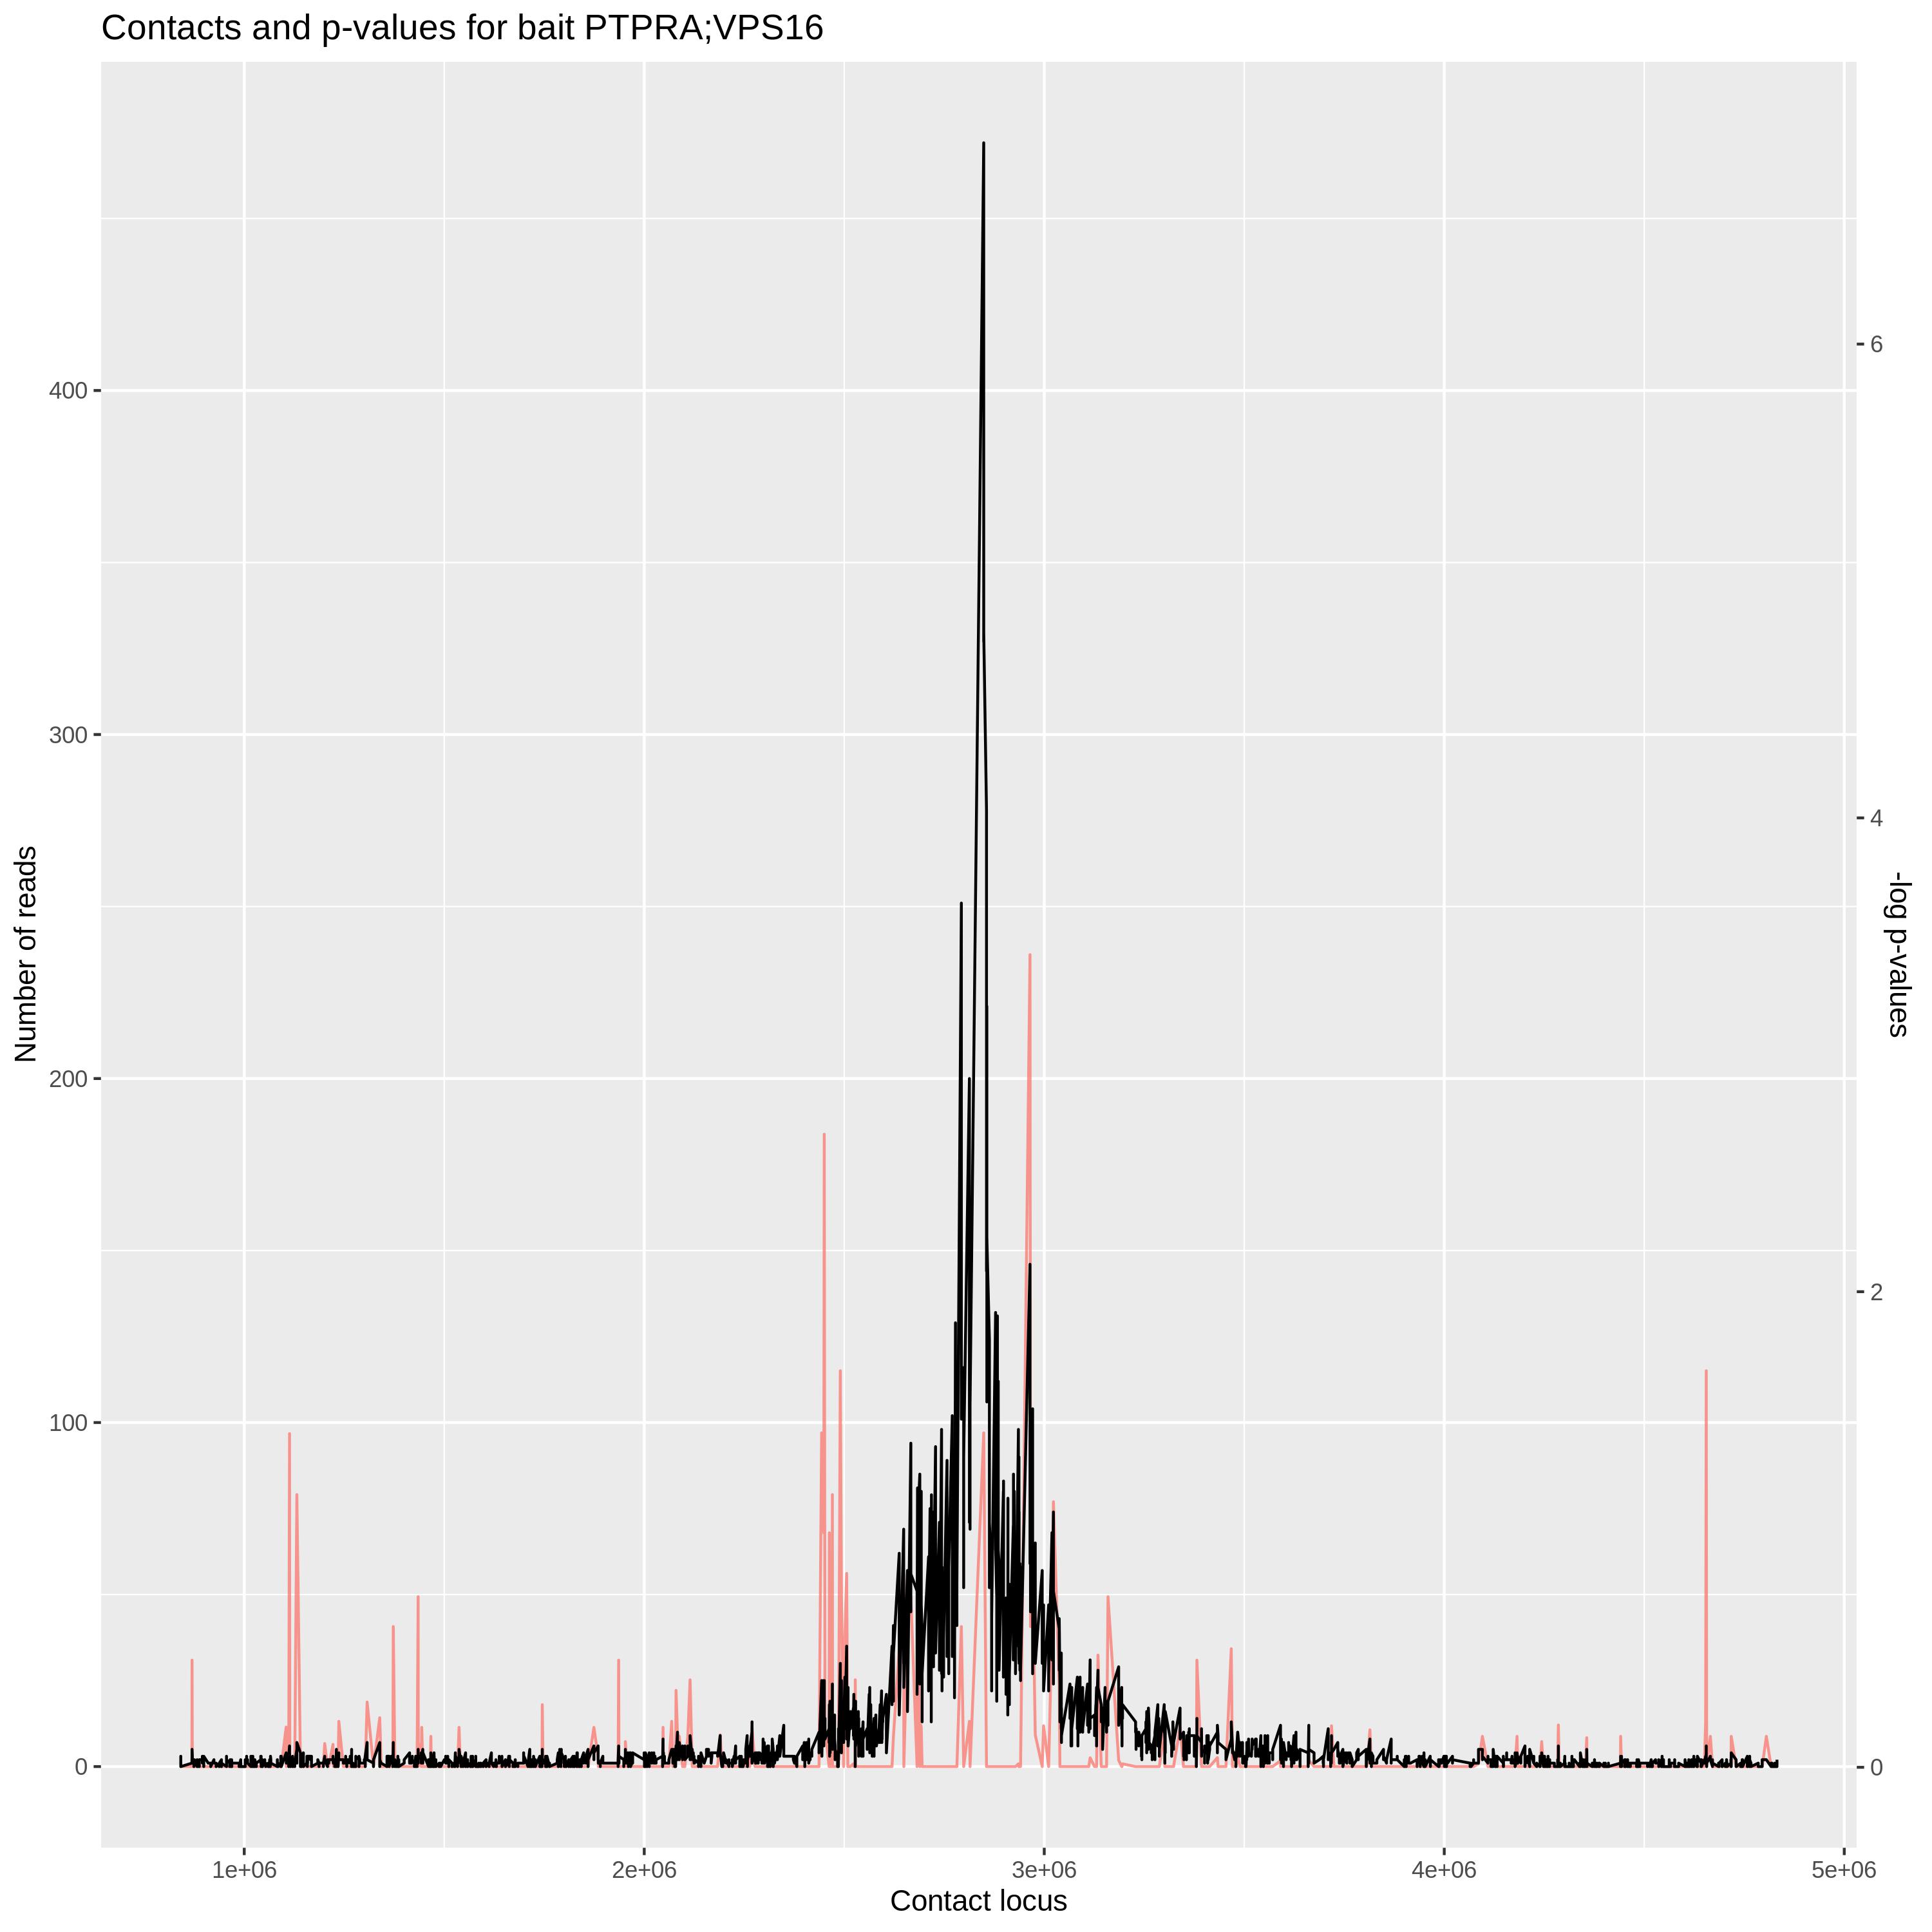 Contacts and p-values for bait PTPRA;VPS16
400
300
200
100
0
Number of reads
6
4
2
0
-log p-values
1e+06
2e+06
3e+06
4e+06
5e+06
Contact locus